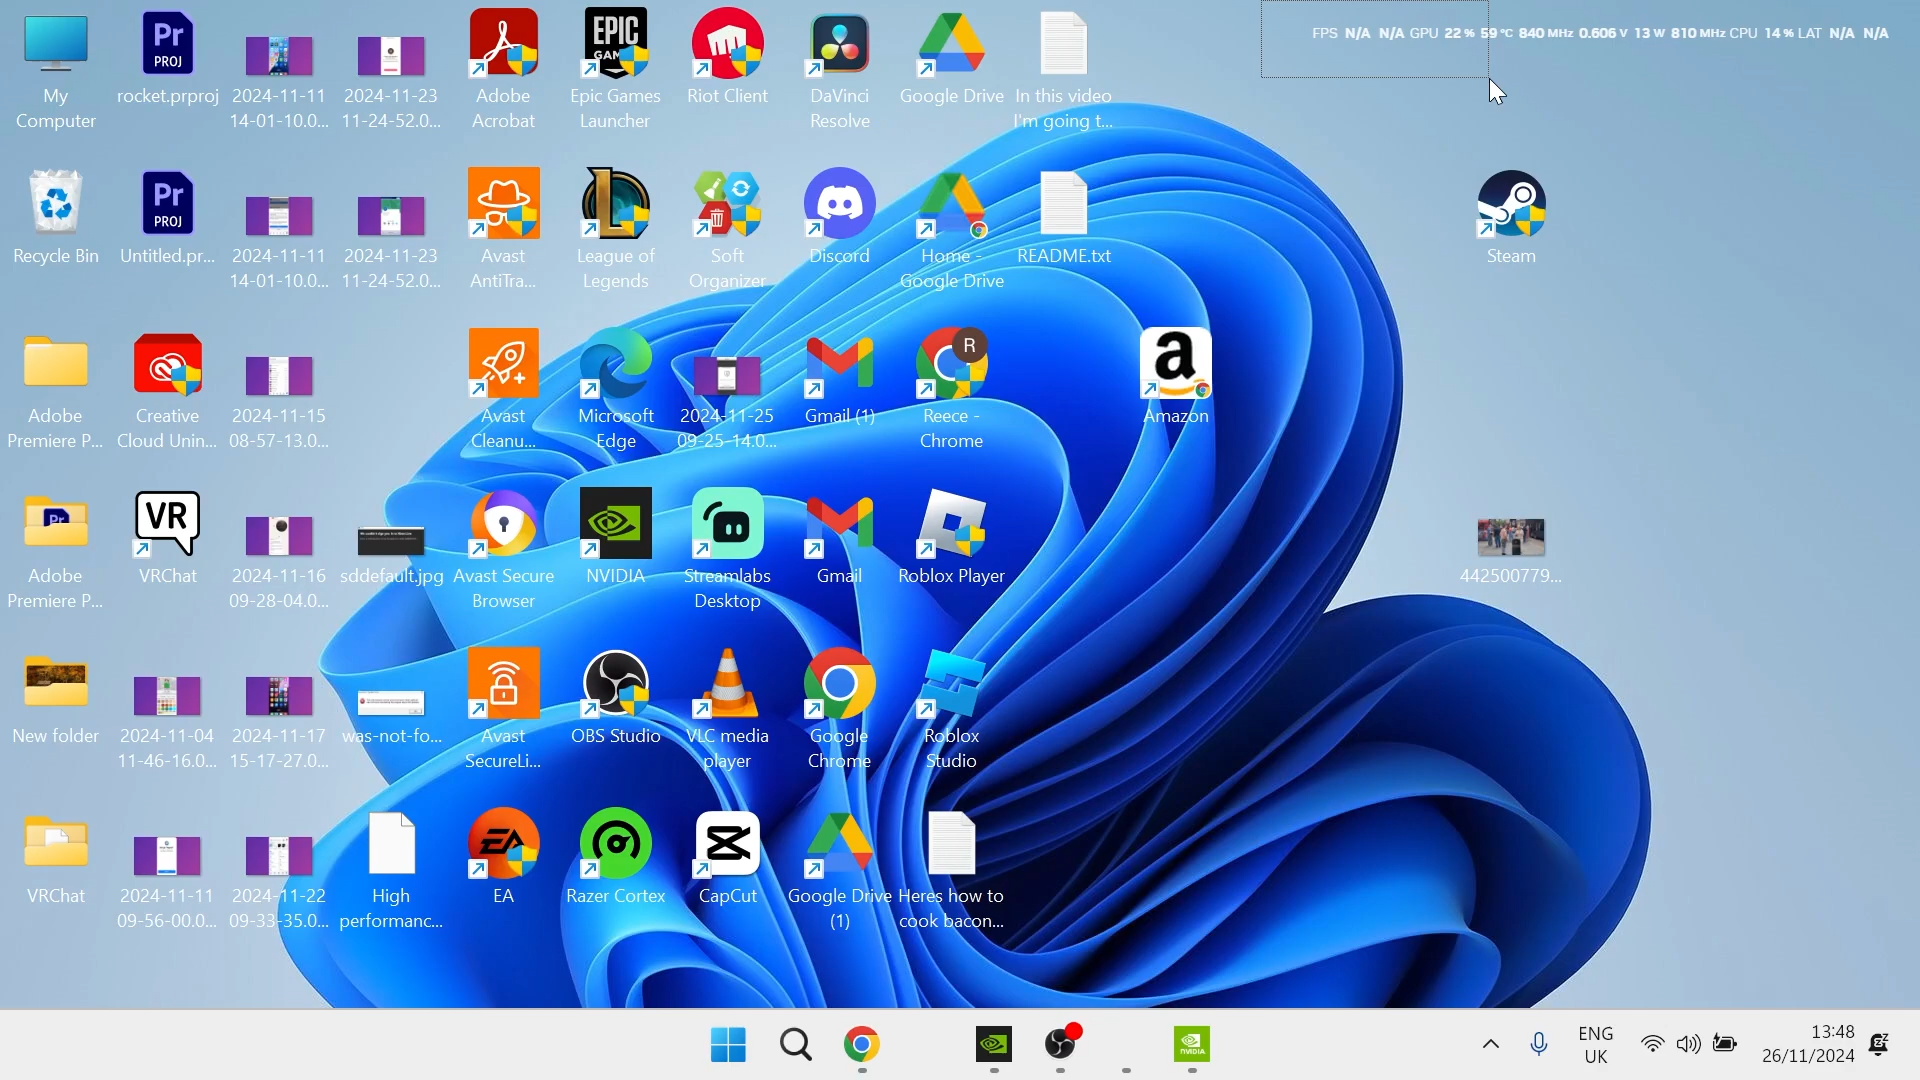 FPS N/A N/A GPU 22 % 59 °C 840 MHz 0.606 V 13 W 810 MHz CPU 14 % LAT N/A N/A
My Computer
rocket.prproj
2024-11-11 14-01-10.0...
2024-11-23 11-24-52.0...
Adobe Acrobat
Epic Games Launcher
Riot Client
DaVinci Resolve
Google Drive
In this video I'm going t...
Recycle Bin
Untitled.pr...
2024-11-11 14-01-10.0...
2024-11-23 11-24-52.0...
Avast AntiTra...
League of Legends
Soft Organizer
Discord
Home - Google Drive
README.txt
Steam
Adobe Premiere P...
Creative Cloud Unin...
2024-11-15 08-57-13.0...
Avast Cleanu...
Microsoft Edge
2024-11-25 09-25-14.0...
Gmail (1)
Reece - Chrome
Amazon
Adobe Premiere P...
VRChat
2024-11-16 09-28-04.0...
sddefault.jpg
Avast Secure Browser
NVIDIA
Streamlabs Desktop
Gmail
Roblox Player
442500779...
New folder
2024-11-04 11-46-16.0...
2024-11-17 15-17-27.0...
was-not-fo...
Avast SecureLi...
OBS Studio
VLC media player
Google Chrome
Roblox Studio
VRChat
2024-11-11 09-56-00.0...
2024-11-22 09-33-35.0...
High performanc...
EA
Razer Cortex
CapCut
Google Drive (1)
Heres how to cook bacon...
Pr PROJ
EPIC GAMES
Pr PROJ
R
a
Pr
VR
EA
NVIDIA
ENG
UK
13:48
26/11/2024